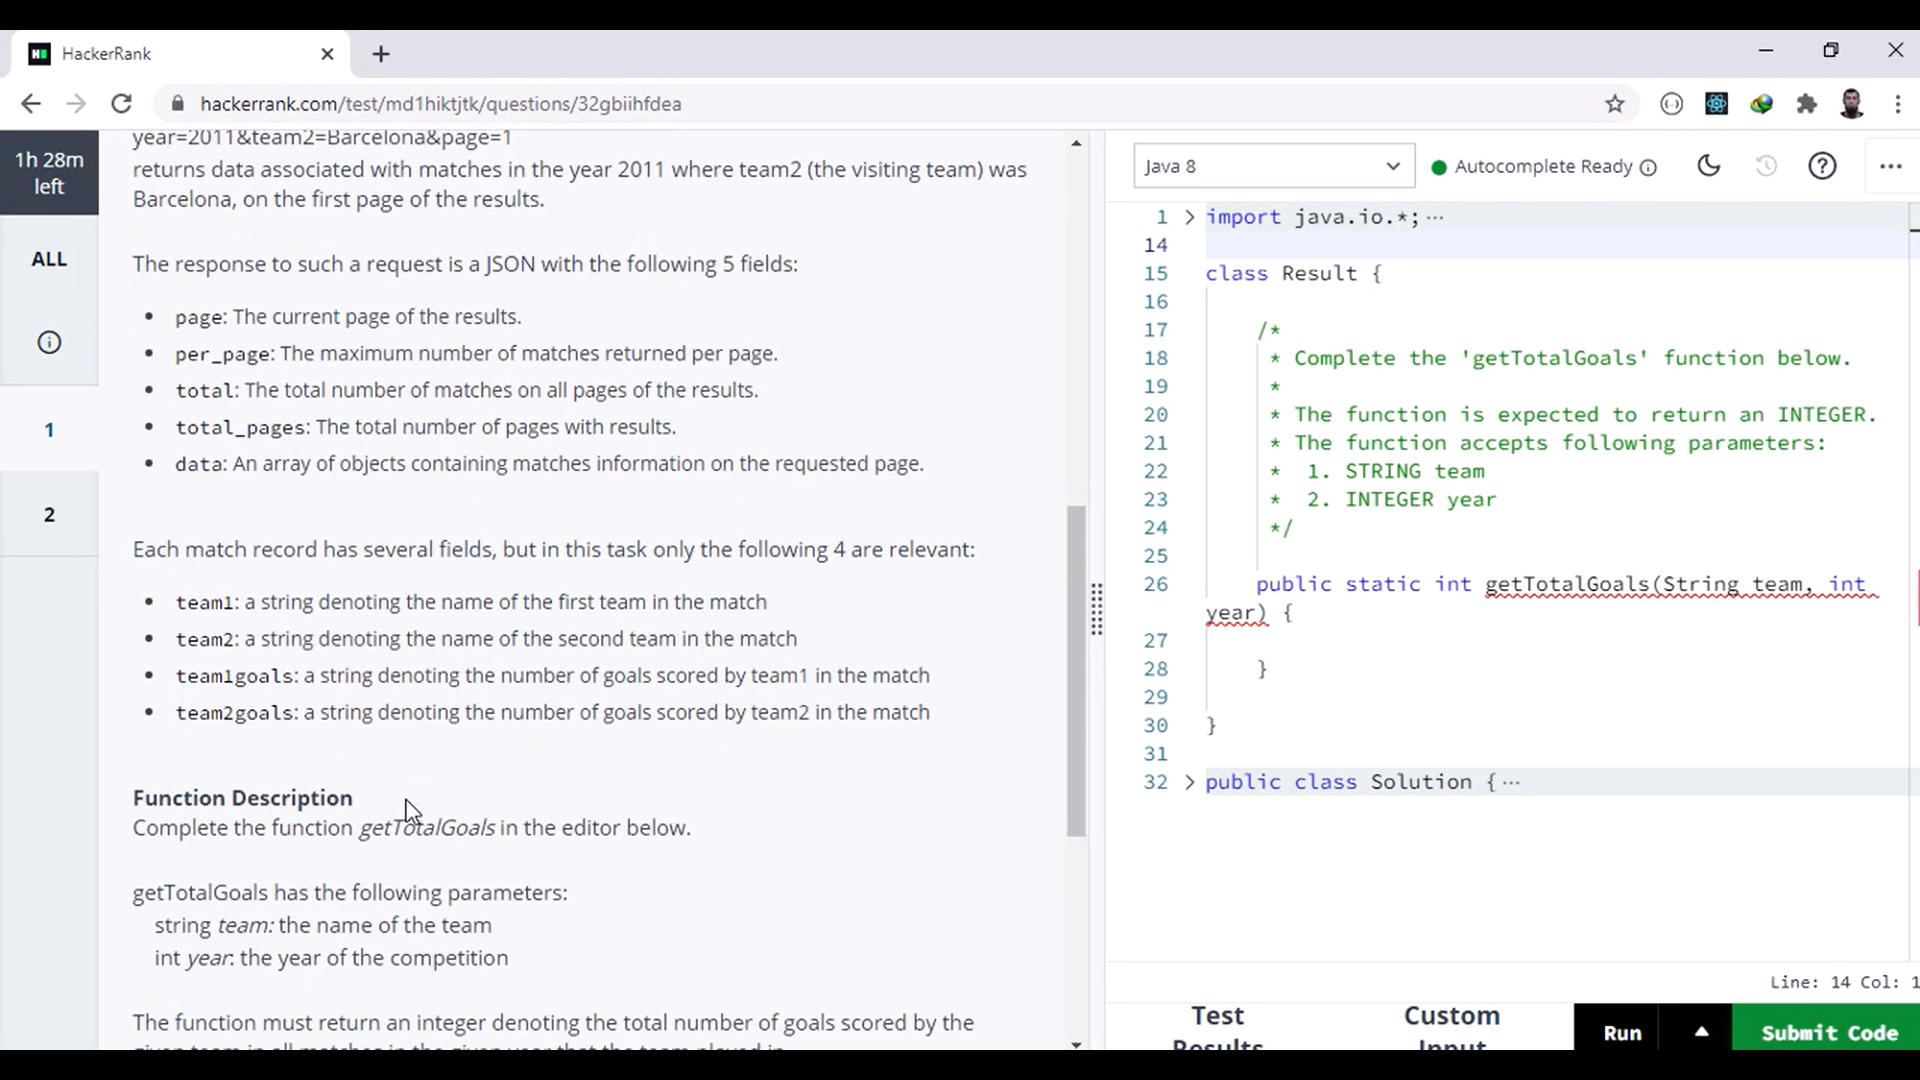 HackerRank
hackerrank.com/test/md1hiktjtk/questions/32gbiihfdea
1h 28m
left
ALL
1
2
year=2011&team2=Barcelona&page=1
returns data associated with matches in the year 2011 where team2 (the visiting team) was
Barcelona, on the first page of the results.
The response to such a request is a JSON with the following 5 fields:
• page: The current page of the results.
• per_page: The maximum number of matches returned per page.
• total: The total number of matches on all pages of the results.
• total_pages: The total number of pages with results.
• data: An array of objects containing matches information on the requested page.
Each match record has several fields, but in this task only the following 4 are relevant:
• team1: a string denoting the name of the first team in the match
• team2: a string denoting the name of the second team in the match
• team1goals: a string denoting the number of goals scored by team1 in the match
• team2goals: a string denoting the number of goals scored by team2 in the match
Function Description
Complete the function getTotalGoals in the editor below.
getTotalGoals has the following parameters:
string team: the name of the team
int year: the year of the competition
The function must return an integer denoting the total number of goals scored by the
given team in all matches in the given year that the team played in
Java 8
Autocomplete Ready
1 import java.io.*; ...
14
15 class Result {
16
17 /*
18 * Complete the 'getTotalGoals' function below.
19 *
20 * The function is expected to return an INTEGER.
21 * The function accepts following parameters:
22 * 1. STRING team
23 * 2. INTEGER year
24 */
25
26 public static int getTotalGoals(String team, int
year) {
27
28 }
29
30 }
31
32 public class Solution { ...
Line: 14 Col: 1
Test
Results
Custom
Input
Run
Submit Code